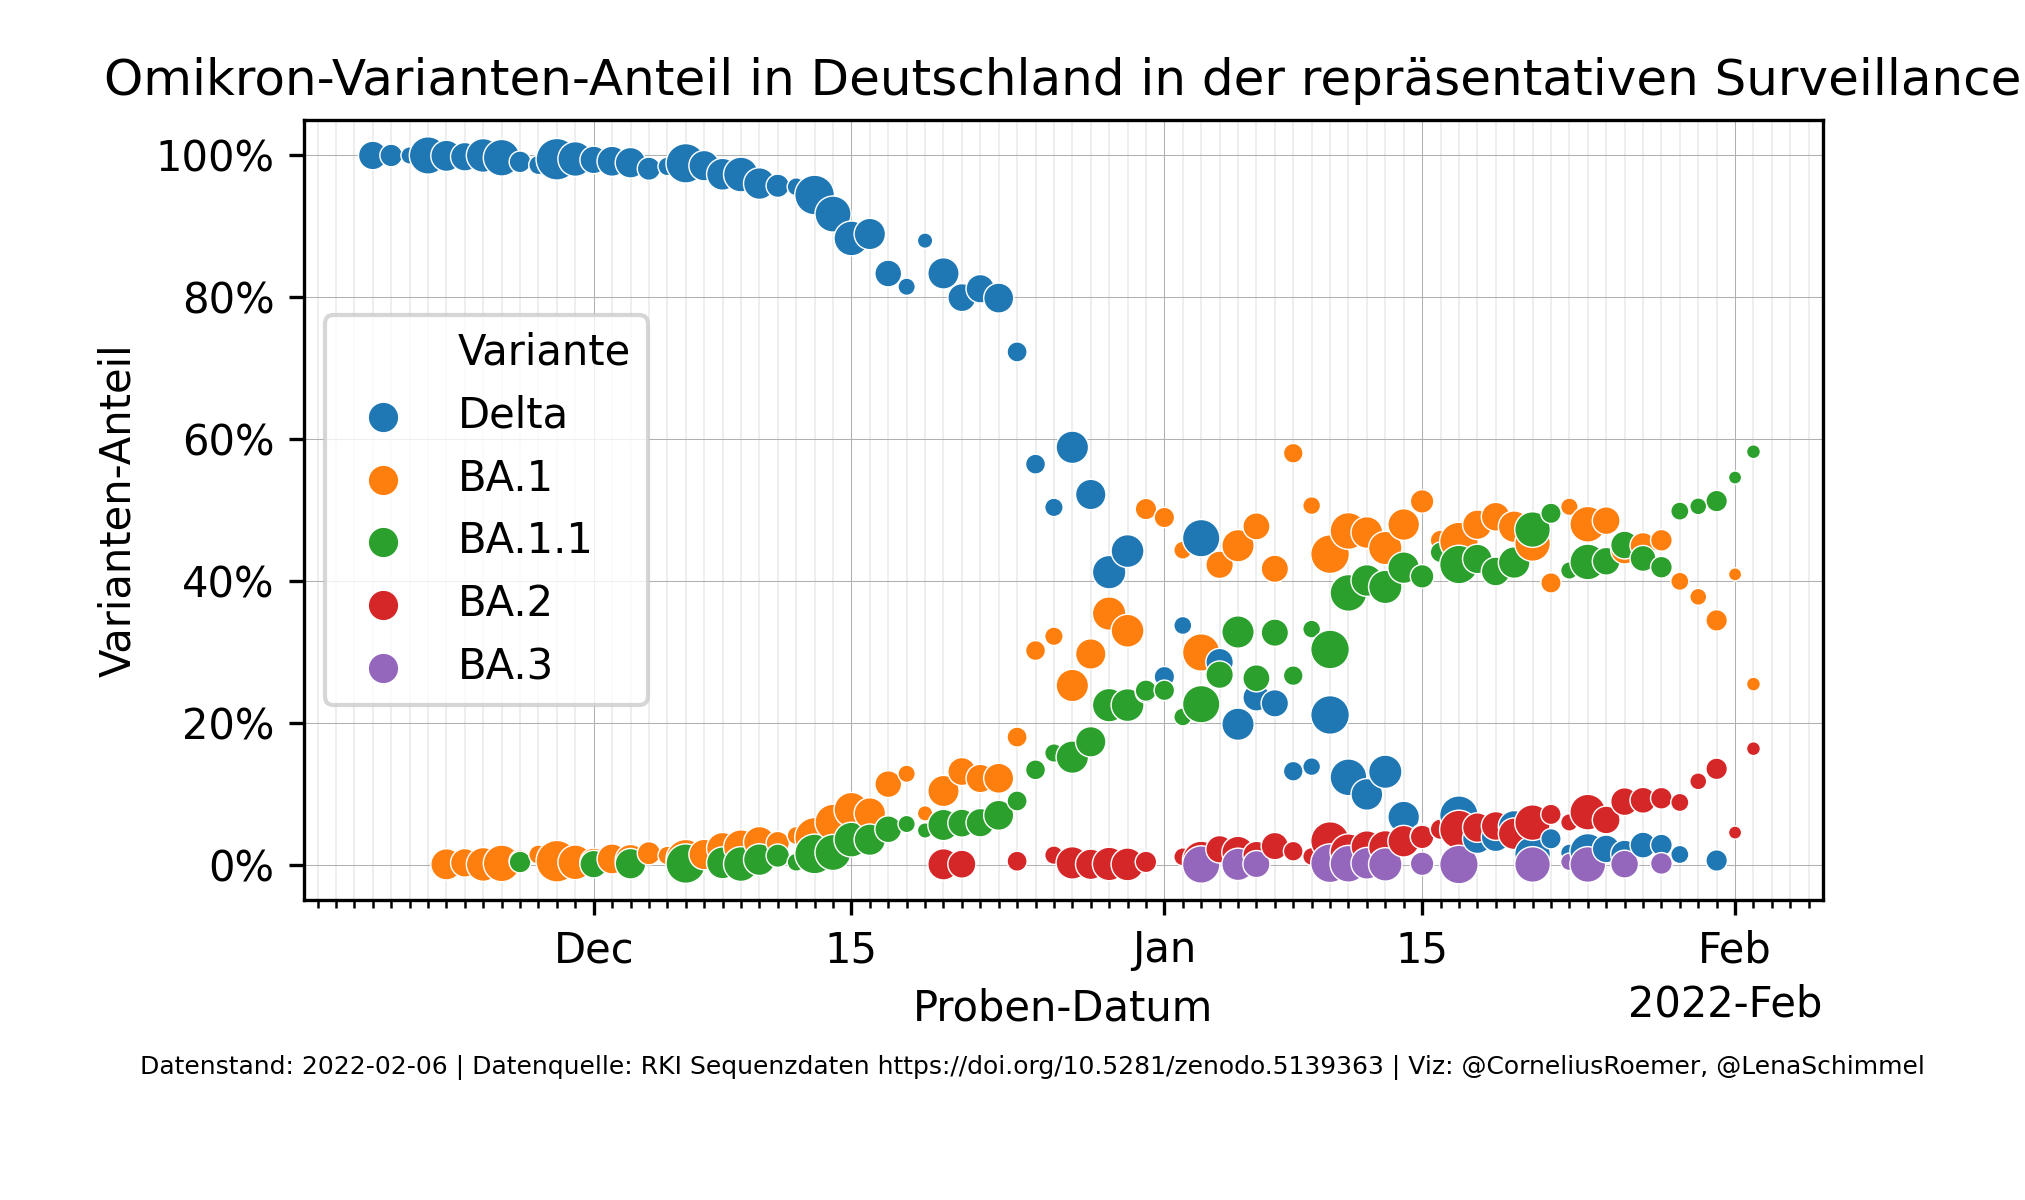 Omikron-Varianten-Anteil in Deutschland in der repräsentativen Surveillance
100%
80%
60%
40%
20%
0%
Varianten-Anteil
Variante
Delta
BA.1
BA.1.1
BA.2
BA.3
Dec
15
Jan
15
Feb
Proben-Datum
2022-Feb
Datenstand: 2022-02-06 | Datenquelle: RKI Sequenzdaten https://doi.org/10.5281/zenodo.5139363 | Viz: @CorneliusRoemer, @LenaSchimmel